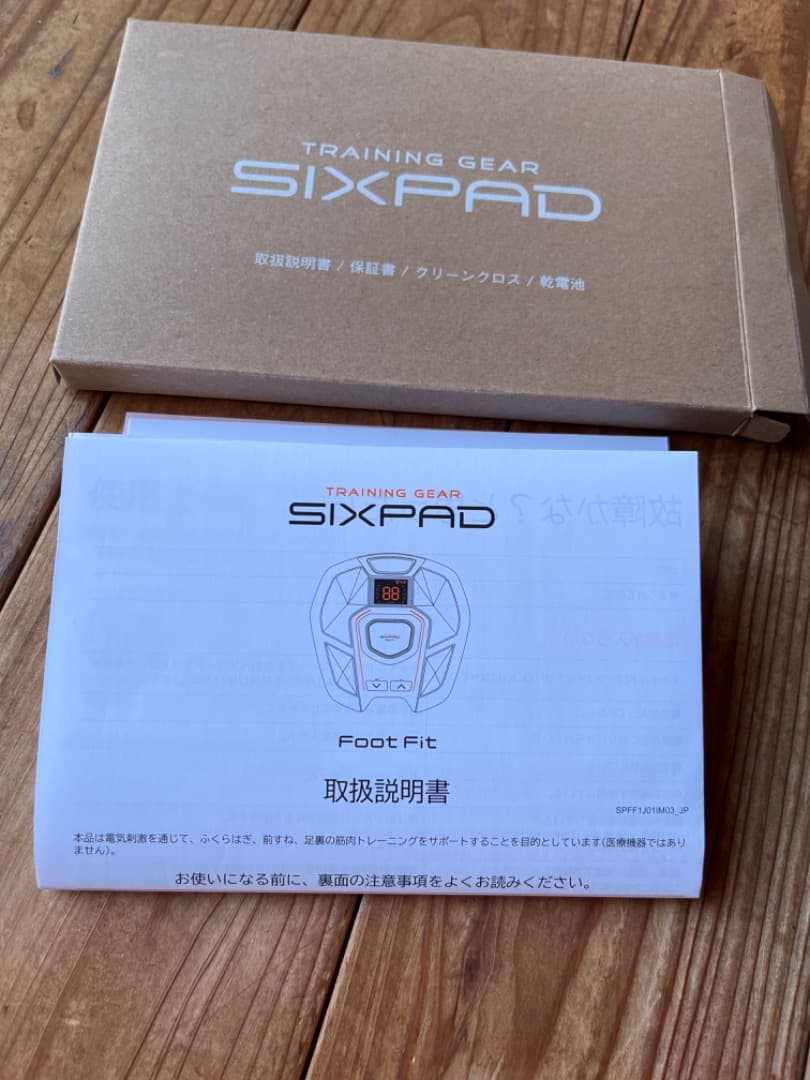 TRAINING GEAR
SIXPAD
取扱説明書 / 保証書 / クリーンクロス / 乾電池
TRAINING GEAR
SIXPAD
故障かな？と
88
Foot Fit
取扱説明書
SPFF1J01IM03_JP
本品は電気刺激を通じて、ふくらはぎ、前すね、足裏の筋肉トレーニングをサポートすることを目的としています(医療機器ではあり
ません)。
お使いになる前に、裏面の注意事項をよくお読みください。